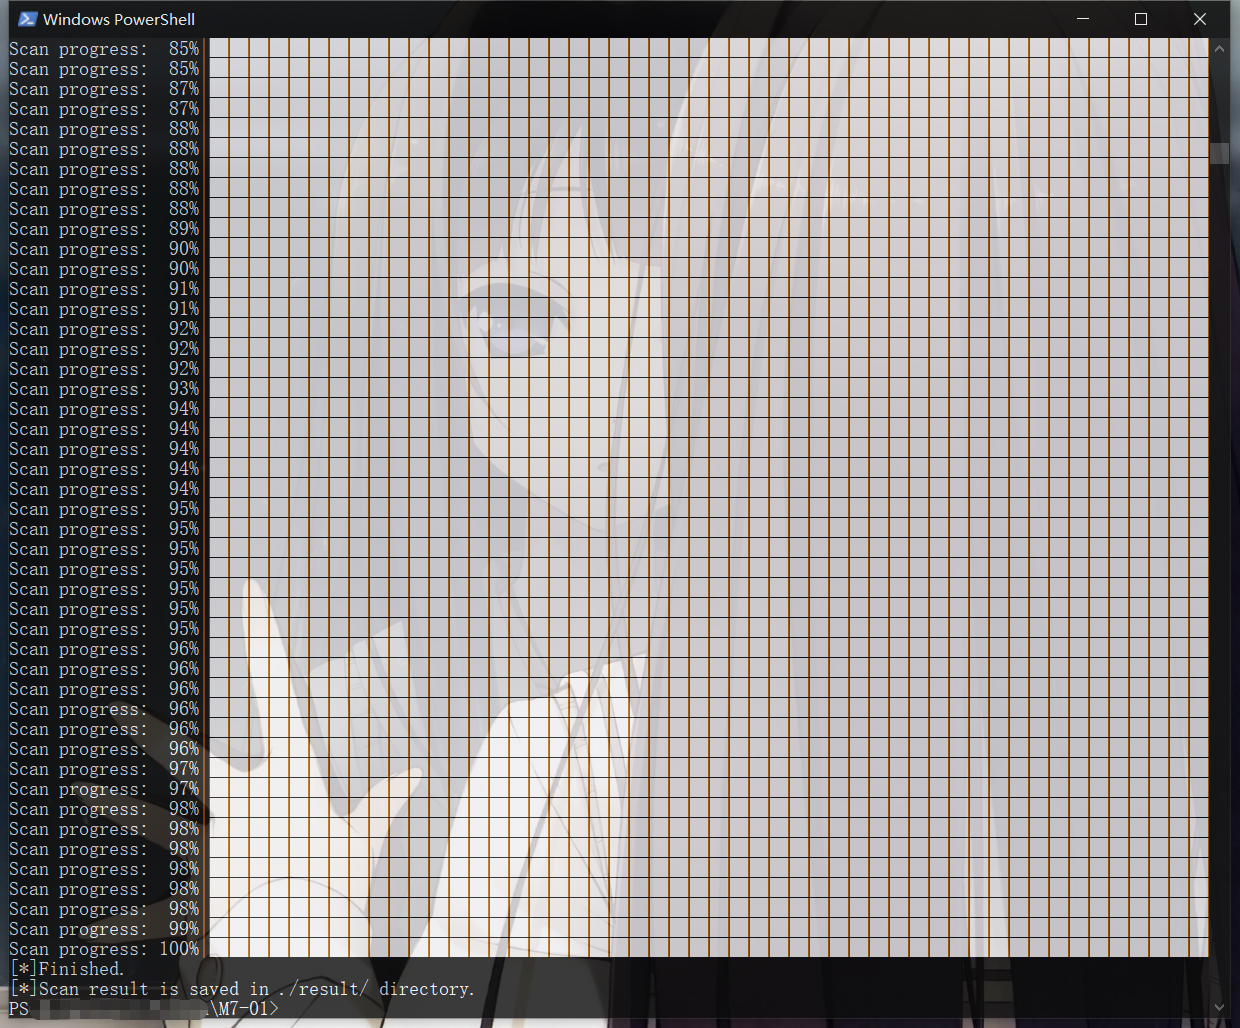 Windows PowerShell
Scan progress:  85%
Scan progress:  85%
Scan progress:  87%
Scan progress:  87%
Scan progress:  88%
Scan progress:  88%
Scan progress:  88%
Scan progress:  88%
Scan progress:  88%
Scan progress:  89%
Scan progress:  90%
Scan progress:  90%
Scan progress:  91%
Scan progress:  91%
Scan progress:  92%
Scan progress:  92%
Scan progress:  92%
Scan progress:  93%
Scan progress:  94%
Scan progress:  94%
Scan progress:  94%
Scan progress:  94%
Scan progress:  94%
Scan progress:  95%
Scan progress:  95%
Scan progress:  95%
Scan progress:  95%
Scan progress:  95%
Scan progress:  95%
Scan progress:  95%
Scan progress:  96%
Scan progress:  96%
Scan progress:  96%
Scan progress:  96%
Scan progress:  96%
Scan progress:  96%
Scan progress:  97%
Scan progress:  97%
Scan progress:  98%
Scan progress:  98%
Scan progress:  98%
Scan progress:  98%
Scan progress:  98%
Scan progress:  98%
Scan progress:  99%
Scan progress: 100%
[*]Finished.
[*]Scan result is saved in ./result/ directory.
PS \M7-01>